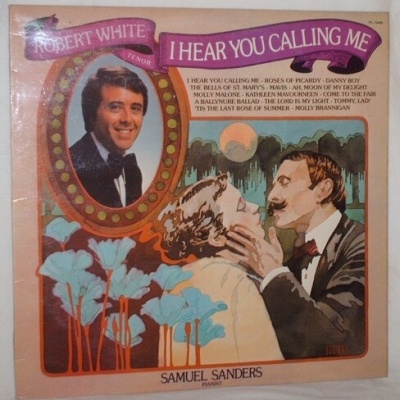 ROBERT WHITE
TENOR
I HEAR YOU CALLING ME
I HEAR YOU CALLING ME · ROSES OF PICARDY · DANNY BOY
THE BELLS OF ST. MARY'S · MAVIS · AH, MOON OF MY DELIGHT
MOLLY MALONE · KATHLEEN MAVOURNEEN · COME TO THE FAIR
A BALLYNURE BALLAD · THE LORD IS MY LIGHT · TOMMY, LAD!
'TIS THE LAST ROSE OF SUMMER · MOLLY BRANNIGAN
SAMUEL SANDERS
PIANIST